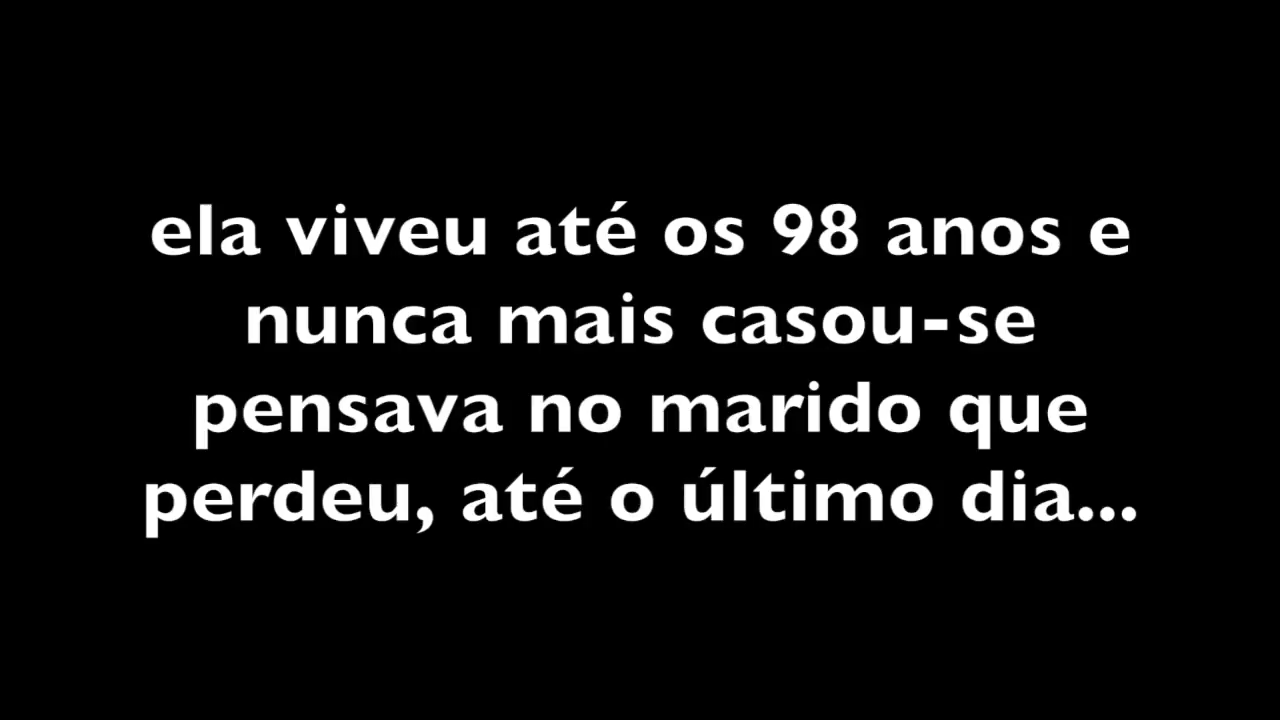 ela viveu até os 98 anos e
nunca mais casou-se
pensava no marido que
perdeu, até o último dia...